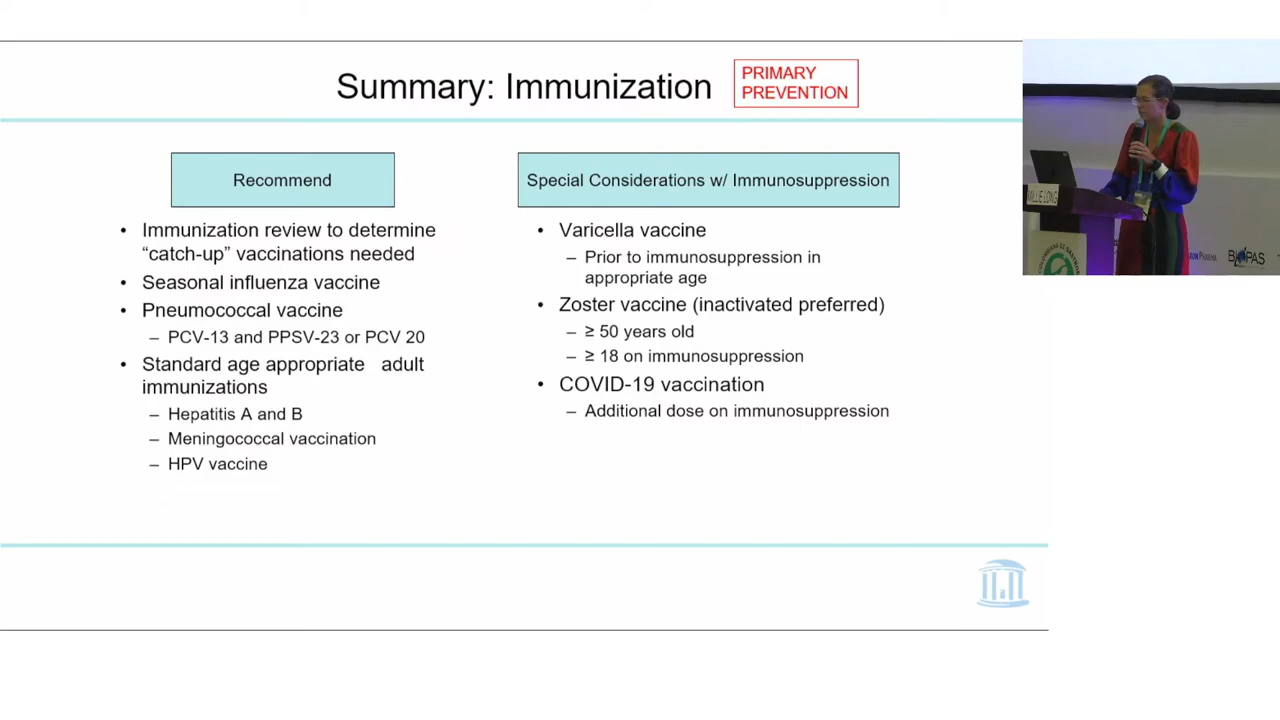 Summary: Immunization
PRIMARY
PREVENTION
Recommend
• Immunization review to determine
“catch-up” vaccinations needed
• Seasonal influenza vaccine
• Pneumococcal vaccine
– PCV-13 and PPSV-23 or PCV 20
• Standard age appropriate adult
immunizations
– Hepatitis A and B
– Meningococcal vaccination
– HPV vaccine
Special Considerations w/ Immunosuppression
• Varicella vaccine
– Prior to immunosuppression in
appropriate age
• Zoster vaccine (inactivated preferred)
– ≥ 50 years old
– ≥ 18 on immunosuppression
• COVID-19 vaccination
– Additional dose on immunosuppression
LONG
PHARMA